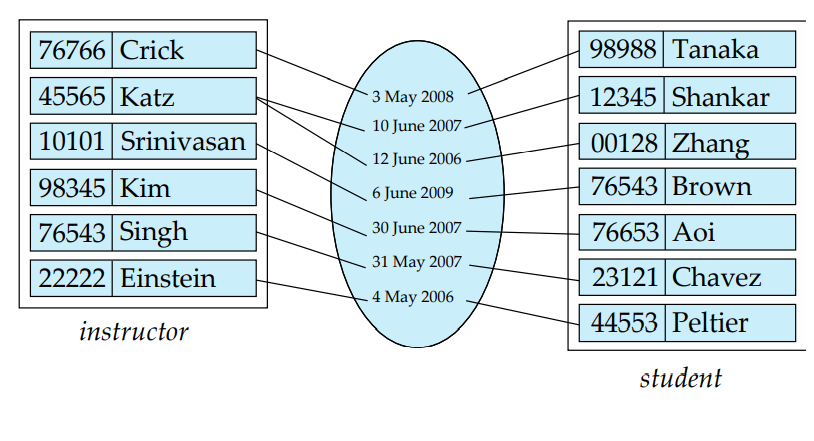 76766 Crick
45565 Katz
10101 Srinivasan
98345 Kim
76543 Singh
22222 Einstein
instructor
3 May 2008
10 June 2007
12 June 2006
6 June 2009
30 June 2007
31 May 2007
4 May 2006
98988 Tanaka
12345 Shankar
00128 Zhang
76543 Brown
76653 Aoi
23121 Chavez
44553 Peltier
student